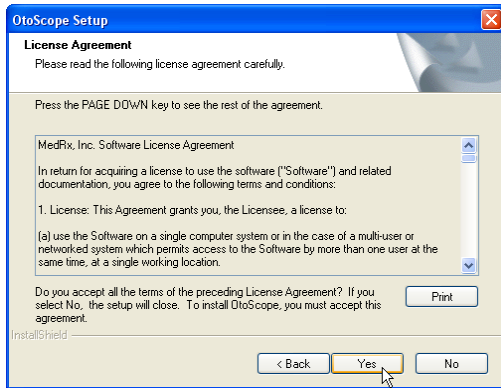 OtoScope Setup
License Agreement
Please read the following license agreement carefully.
Press the PAGE DOWN key to see the rest of the agreement.
MedRx, Inc. Software License Agreement
In return for acquiring a license to use the software ("Software") and related
documentation, you agree to the following terms and conditions:
1. License: This Agreement grants you, the Licensee, a license to:
(a) use the Software on a single computer system or in the case of a multi-user or
networked system which permits access to the Software by more than one user at the
same time, at a single working location.
Do you accept all the terms of the preceding License Agreement? If you
select No, the setup will close. To install OtoScope, you must accept this
agreement.
Print
InstallShield
< Back
Yes
No